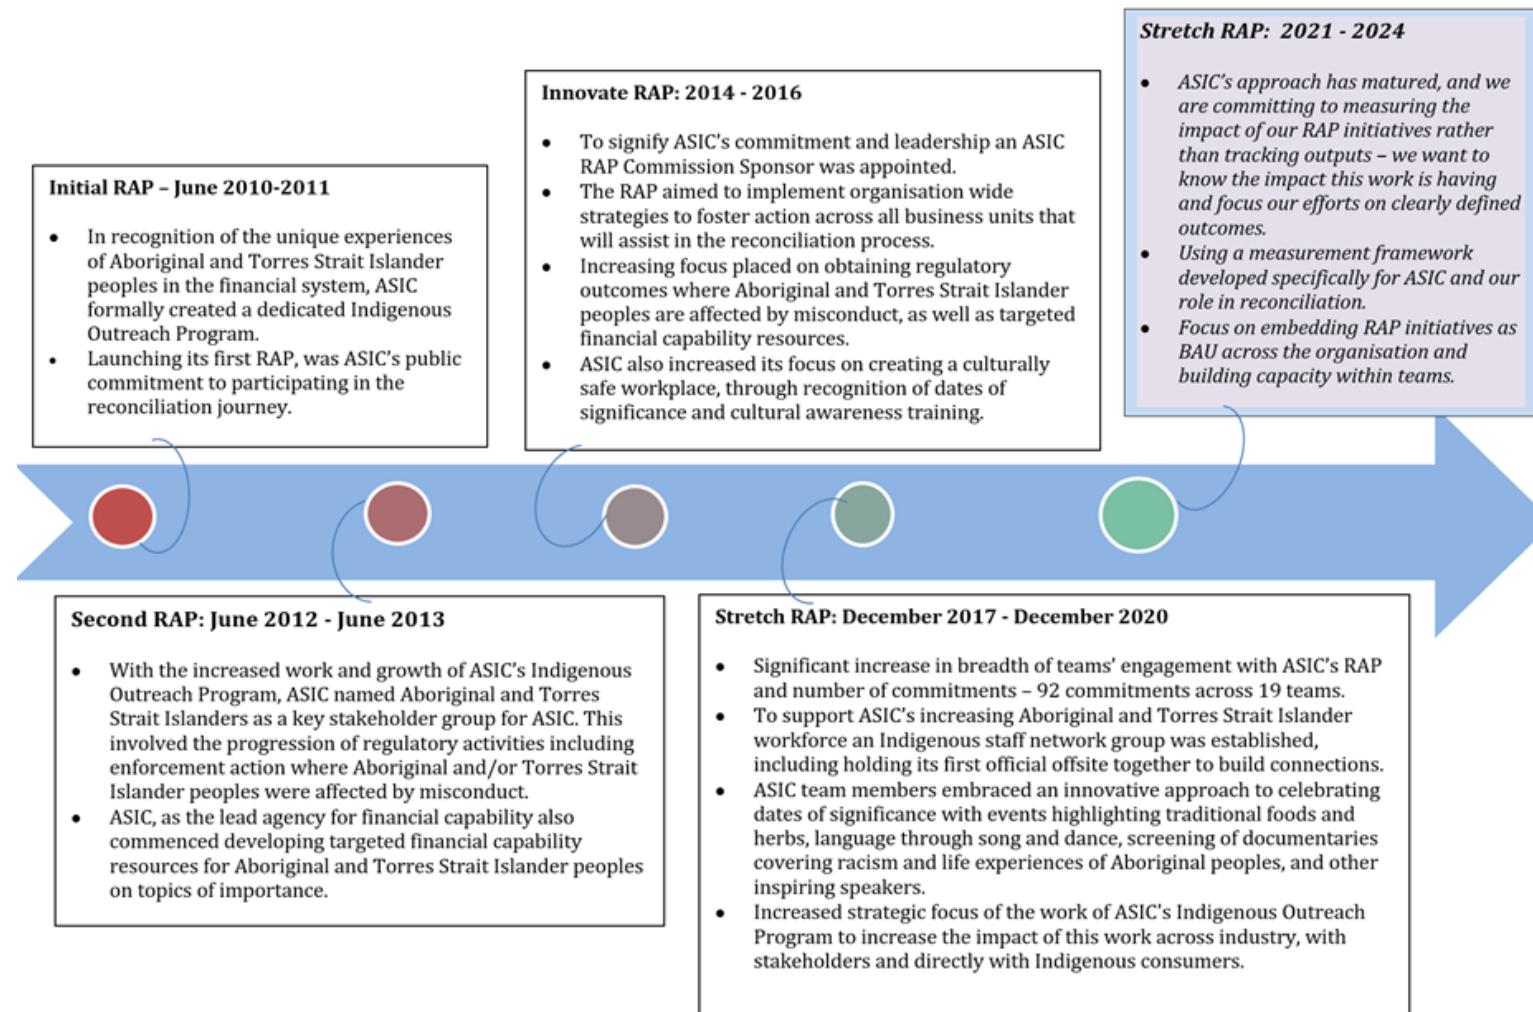 Initial RAP – June 2010-2011
● In recognition of the unique experiences
of Aboriginal and Torres Strait Islander
peoples in the financial system, ASIC
formally created a dedicated Indigenous
Outreach Program.
● Launching its first RAP, was ASIC’s public
commitment to participating in the
reconciliation journey.
Second RAP: June 2012 - June 2013
● With the increased work and growth of ASIC’s Indigenous
Outreach Program, ASIC named Aboriginal and Torres
Strait Islanders as a key stakeholder group for ASIC. This
involved the progression of regulatory activities including
enforcement action where Aboriginal and/or Torres Strait
Islander peoples were affected by misconduct.
● ASIC, as the lead agency for financial capability also
commenced developing targeted financial capability
resources for Aboriginal and Torres Strait Islander peoples
on topics of importance.
Innovate RAP: 2014 - 2016
● To signify ASIC’s commitment and leadership an ASIC
RAP Commission Sponsor was appointed.
● The RAP aimed to implement organisation wide
strategies to foster action across all business units that
will assist in the reconciliation process.
● Increasing focus placed on obtaining regulatory
outcomes where Aboriginal and Torres Strait Islander
peoples are affected by misconduct, as well as targeted
financial capability resources.
● ASIC also increased its focus on creating a culturally
safe workplace, through recognition of dates of
significance and cultural awareness training.
Stretch RAP: December 2017 - December 2020
● Significant increase in breadth of teams’ engagement with ASIC’s RAP
and number of commitments – 92 commitments across 19 teams.
● To support ASIC’s increasing Aboriginal and Torres Strait Islander
workforce an Indigenous staff network group was established,
including holding its first official offsite together to build connections.
● ASIC team members embraced an innovative approach to celebrating
dates of significance with events highlighting traditional foods and
herbs, language through song and dance, screening of documentaries
covering racism and life experiences of Aboriginal peoples, and other
inspiring speakers.
● Increased strategic focus of the work of ASIC’s Indigenous Outreach
Program to increase the impact of this work across industry, with
stakeholders and directly with Indigenous consumers.
Stretch RAP: 2021 - 2024
● ASIC’s approach has matured, and we
are committing to measuring the
impact of our RAP initiatives rather
than tracking outputs – we want to
know the impact this work is having
and focus our efforts on clearly defined
outcomes.
● Using a measurement framework
developed specifically for ASIC and our
role in reconciliation.
● Focus on embedding RAP initiatives as
BAU across the organisation and
building capacity within teams.